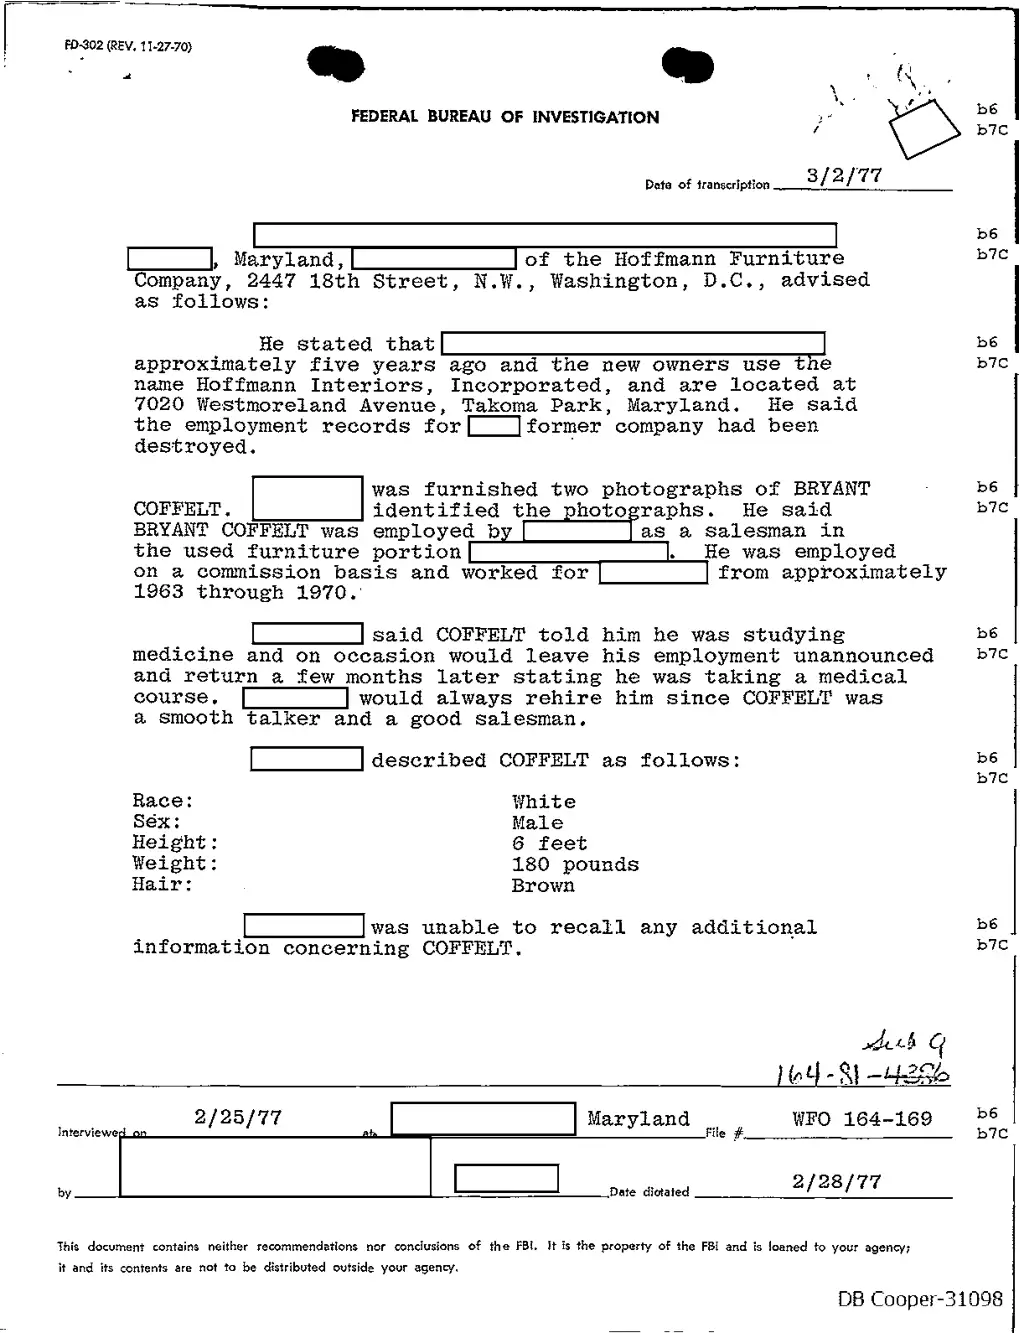 FD-302 (REV. 11-27-70)
FEDERAL BUREAU OF INVESTIGATION
b6
b7C
Date of transcription 3/2/77
b6
, Maryland, of the Hoffmann Furniture b7C
Company, 2447 18th Street, N.W., Washington, D.C., advised
as follows:
He stated that b6
approximately five years ago and the new owners use the b7C
name Hoffmann Interiors, Incorporated, and are located at
7020 Westmoreland Avenue, Takoma Park, Maryland. He said
the employment records for former company had been
destroyed.
was furnished two photographs of BRYANT b6
COFFELT. identified the photographs. He said b7C
BRYANT COFFELT was employed by as a salesman in
the used furniture portion . He was employed
on a commission basis and worked for from approximately
1963 through 1970.
said COFFELT told him he was studying b6
medicine and on occasion would leave his employment unannounced b7C
and return a few months later stating he was taking a medical
course. would always rehire him since COFFELT was
a smooth talker and a good salesman.
described COFFELT as follows: b6
b7C
Race: White
Sex: Male
Height: 6 feet
Weight: 180 pounds
Hair: Brown
was unable to recall any additional b6
information concerning COFFELT. b7C
Sub 9
164-81-4386
Interviewed on 2/25/77 at Maryland File # WFO 164-169 b6
b7C
by Date dictated 2/28/77
This document contains neither recommendations nor conclusions of the FBI. It is the property of the FBI and is loaned to your agency;
it and its contents are not to be distributed outside your agency.
DB Cooper-31098